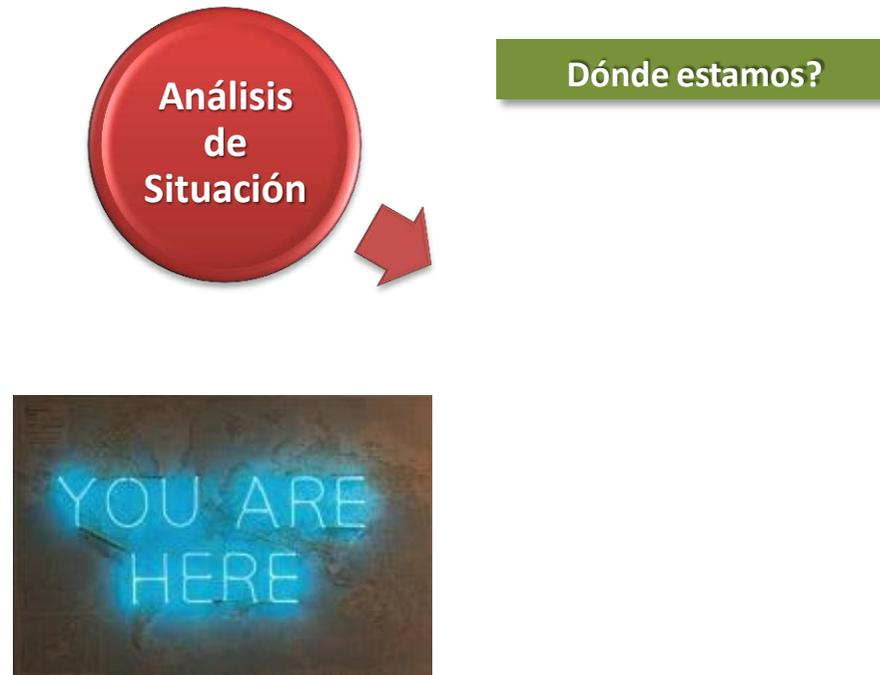 Análisis
de
Situación
Dónde estamos?
YOU ARE
HERE